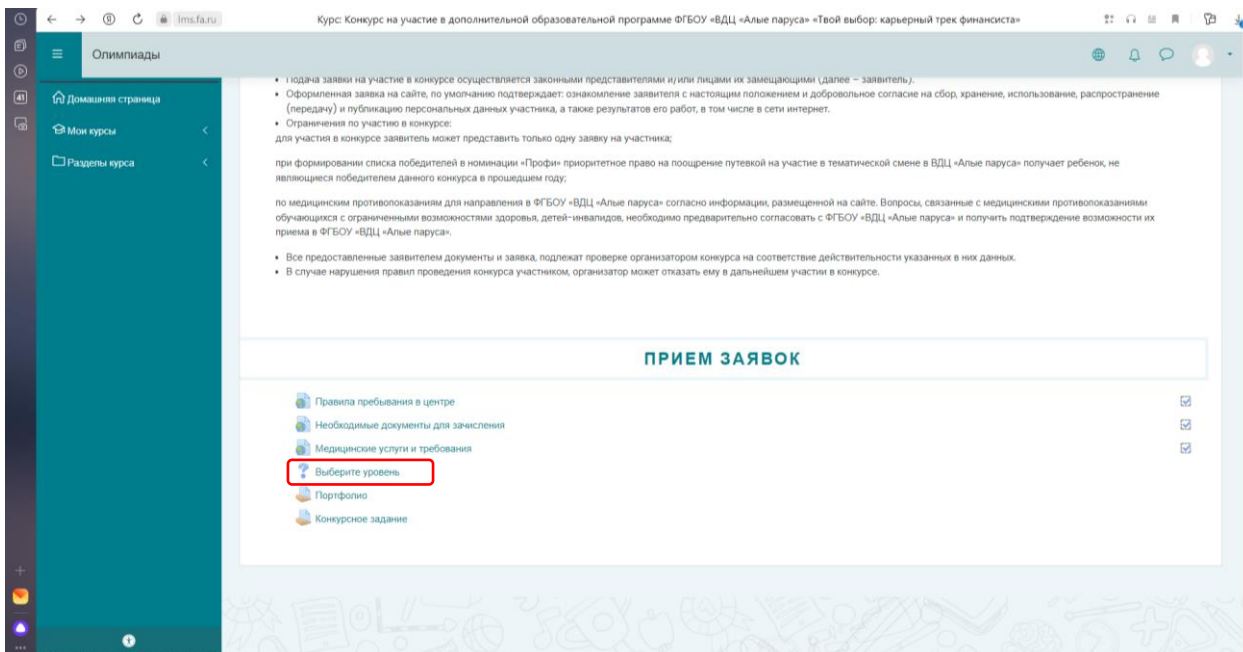 lms.fa.ru
Курс: Конкурс на участие в дополнительной образовательной программе ФГБОУ «ВДЦ «Алые паруса» «Твой выбор: карьерный трек финансиста»
Олимпиады
41
Домашняя страница
Мои курсы
Разделы курса
• Подача заявки на участие в конкурсе осуществляется законными представителями и/или лицами их замещающими (далее – заявитель).
• Оформленная заявка на сайте, по умолчанию подтверждает: ознакомление заявителя с настоящим положением и добровольное согласие на сбор, хранение, использование, распространение
(передачу) и публикацию персональных данных участника, а также результатов его работ, в том числе в сети интернет.
• Ограничения по участию в конкурсе:
для участия в конкурсе заявитель может представить только одну заявку на участника;
при формировании списка победителей в номинации «Профи» приоритетное право на поощрение путевкой на участие в тематической смене в ВДЦ «Алые паруса» получает ребенок, не
являющиеся победителем данного конкурса в прошедшем году;
по медицинским противопоказаниям для направления в ФГБОУ «ВДЦ «Алые паруса» согласно информации, размещенной на сайте. Вопросы, связанные с медицинскими противопоказаниями
обучающихся с ограниченными возможностями здоровья, детей-инвалидов, необходимо предварительно согласовать с ФГБОУ «ВДЦ «Алые паруса» и получить подтверждение возможности их
приема в ФГБОУ «ВДЦ «Алые паруса».
• Все предоставленные заявителем документы и заявка, подлежат проверке организатором конкурса на соответствие действительности указанных в них данных.
• В случае нарушения правил проведения конкурса участником, организатор может отказать ему в дальнейшем участии в конкурсе.
ПРИЕМ ЗАЯВОК
Правила пребывания в центре
Необходимые документы для зачисления
Медицинские услуги и требования
Выберите уровень
Портфолио
Конкурсное задание